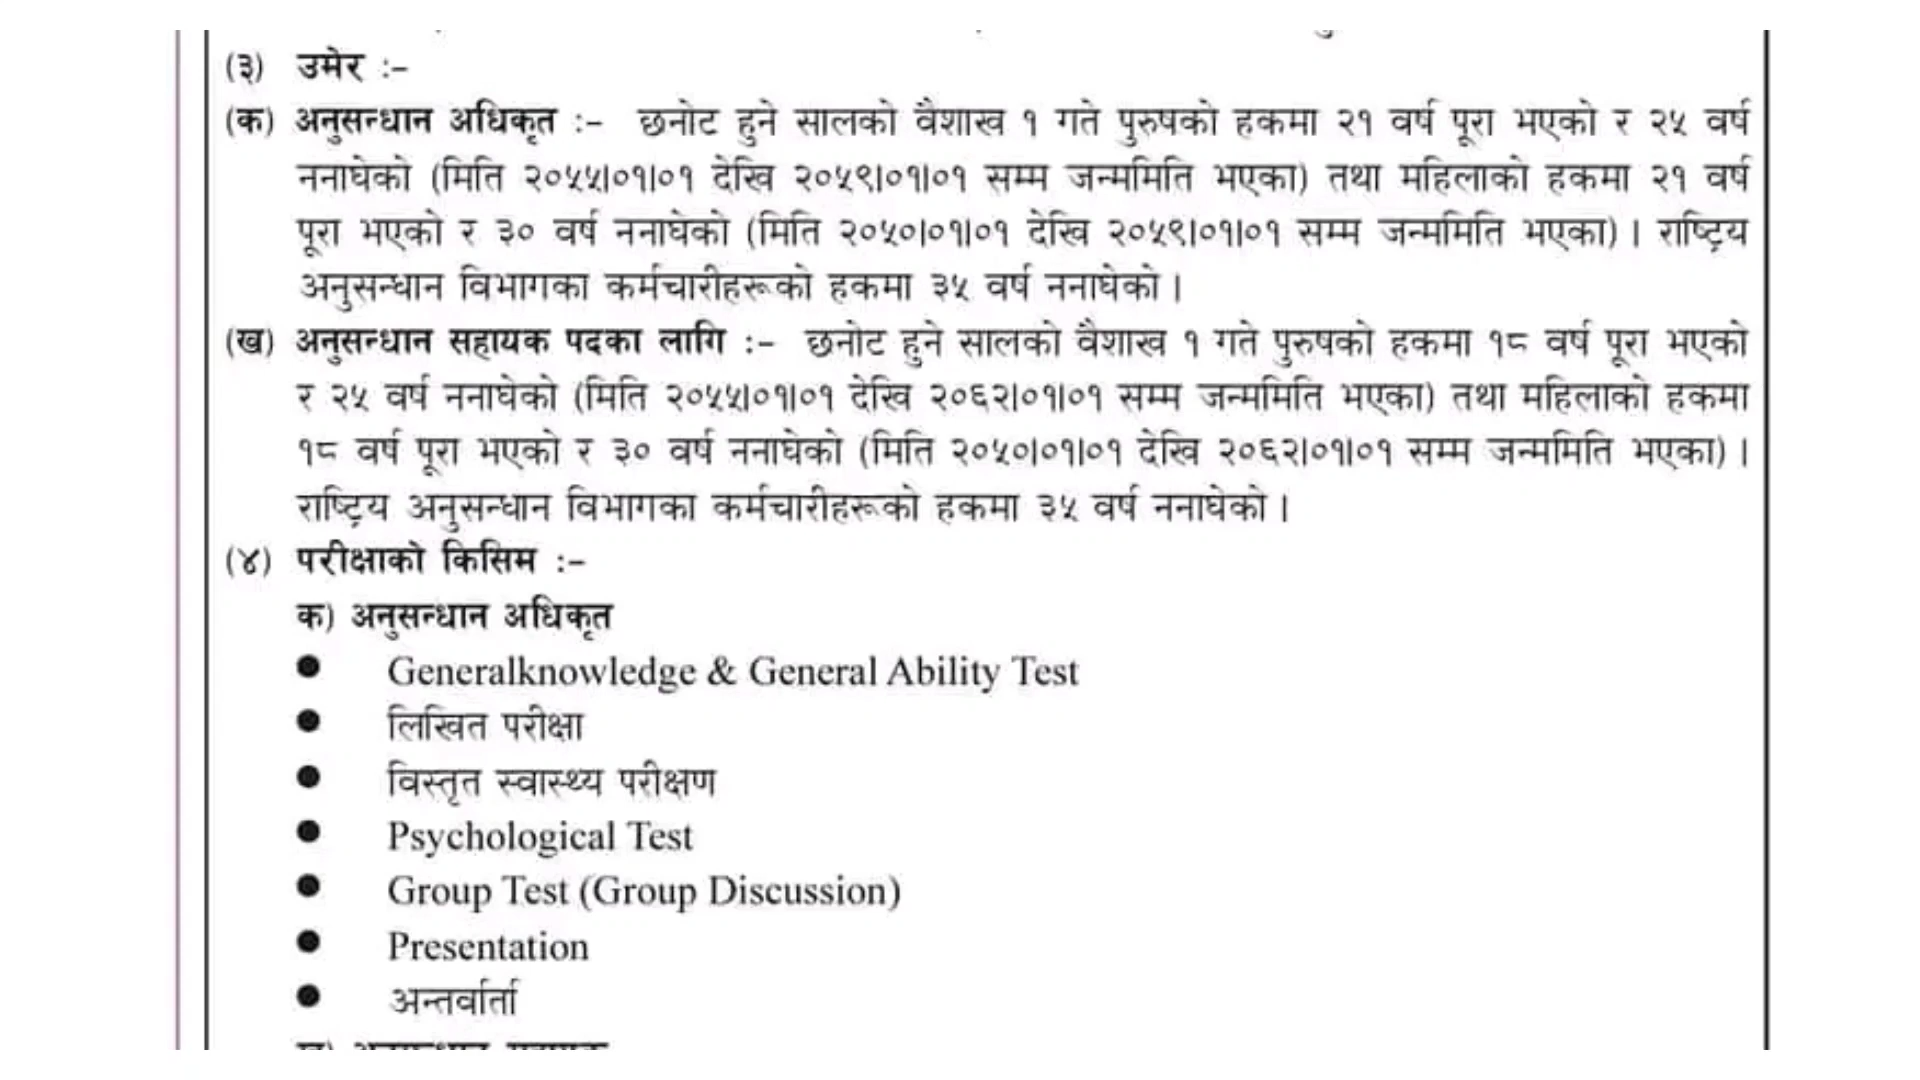 (३) उमेर :–
(क) अनुसन्धान अधिकृत :– छनोट हुने सालको वैशाख १ गते पुरुषको हकमा २१ वर्ष पूरा भएको र २५ वर्ष
ननाघेको (मिति २०५५।०१।०१ देखि २०५९।०१।०१ सम्म जन्ममिति भएका) तथा महिलाको हकमा २१ वर्ष
पूरा भएको र ३० वर्ष ननाघेको (मिति २०५०।०१।०१ देखि २०५९।०१।०१ सम्म जन्ममिति भएका) । राष्ट्रिय
अनुसन्धान विभागका कर्मचारीहरूको हकमा ३५ वर्ष ननाघेको ।
(ख) अनुसन्धान सहायक पदका लागि :– छनोट हुने सालको वैशाख १ गते पुरुषको हकमा १८ वर्ष पूरा भएको
र २५ वर्ष ननाघेको (मिति २०५५।०१।०१ देखि २०६२।०१।०१ सम्म जन्ममिति भएका) तथा महिलाको हकमा
१८ वर्ष पूरा भएको र ३० वर्ष ननाघेको (मिति २०५०।०१।०१ देखि २०६२।०१।०१ सम्म जन्ममिति भएका) ।
राष्ट्रिय अनुसन्धान विभागका कर्मचारीहरूको हकमा ३५ वर्ष ननाघेको ।
(४) परीक्षाको किसिम :–
क) अनुसन्धान अधिकृत
● Generalknowledge & General Ability Test
● लिखित परीक्षा
● विस्तृत स्वास्थ्य परीक्षण
● Psychological Test
● Group Test (Group Discussion)
● Presentation
● अन्तर्वार्ता